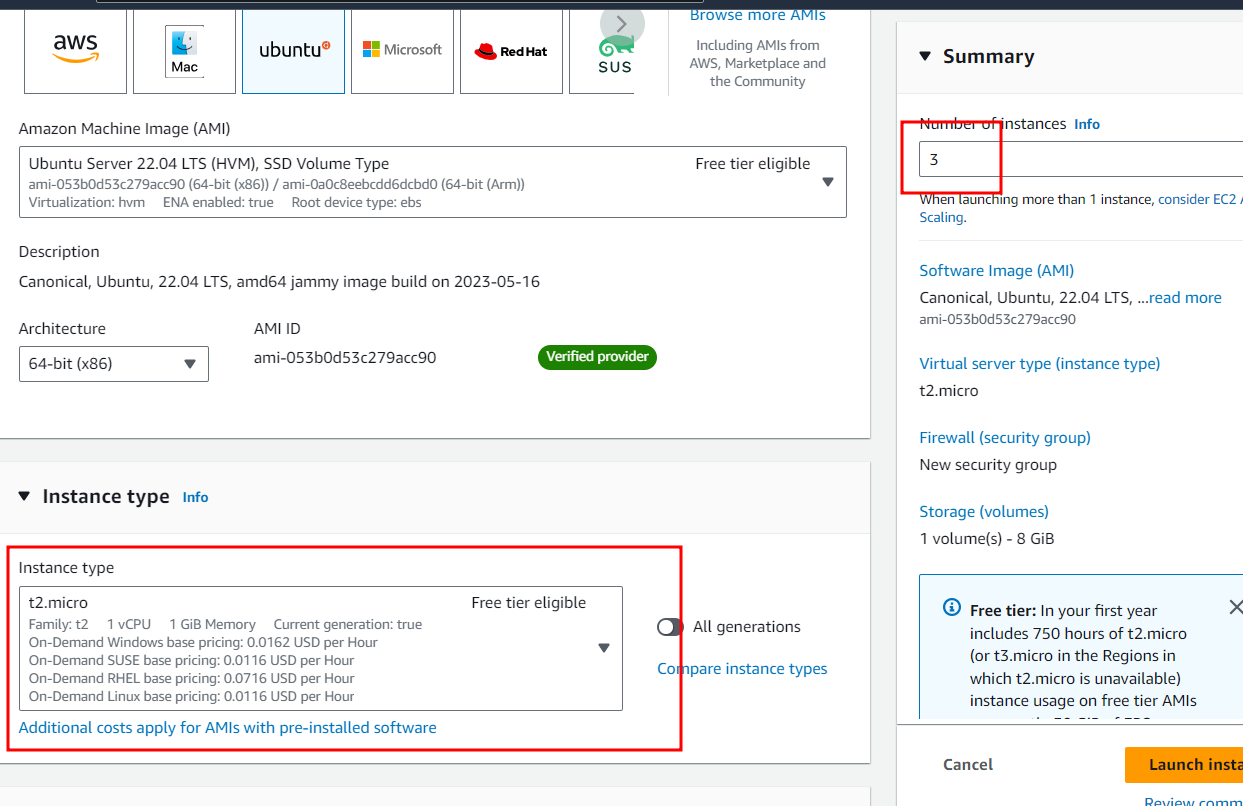 aws
Mac
ubuntu
Microsoft
Red Hat
SUS
Browse more AMIs
Including AMIs from
AWS, Marketplace and
the Community
Amazon Machine Image (AMI)
Ubuntu Server 22.04 LTS (HVM), SSD Volume Type
Free tier eligible
ami-053b0d53c279acc90 (64-bit (x86)) / ami-0a0c8eebcdd6dcbd0 (64-bit (Arm))
Virtualization: hvm ENA enabled: true Root device type: ebs
Description
Canonical, Ubuntu, 22.04 LTS, amd64 jammy image build on 2023-05-16
Architecture
64-bit (x86)
AMI ID
ami-053b0d53c279acc90
Verified provider
Instance type Info
Instance type
t2.micro
Free tier eligible
Family: t2 1 vCPU 1 GiB Memory Current generation: true
On-Demand Windows base pricing: 0.0162 USD per Hour
On-Demand SUSE base pricing: 0.0116 USD per Hour
On-Demand RHEL base pricing: 0.0716 USD per Hour
On-Demand Linux base pricing: 0.0116 USD per Hour
All generations
Compare instance types
Additional costs apply for AMIs with pre-installed software
Summary
Number of instances Info
3
When launching more than 1 instance, consider EC2 A
Scaling.
Software Image (AMI)
Canonical, Ubuntu, 22.04 LTS, ...read more
ami-053b0d53c279acc90
Virtual server type (instance type)
t2.micro
Firewall (security group)
New security group
Storage (volumes)
1 volume(s) - 8 GiB
Free tier: In your first year
includes 750 hours of t2.micro
(or t3.micro in the Regions in
which t2.micro is unavailable)
instance usage on free tier AMIs
Cancel
Launch insta
Review comm